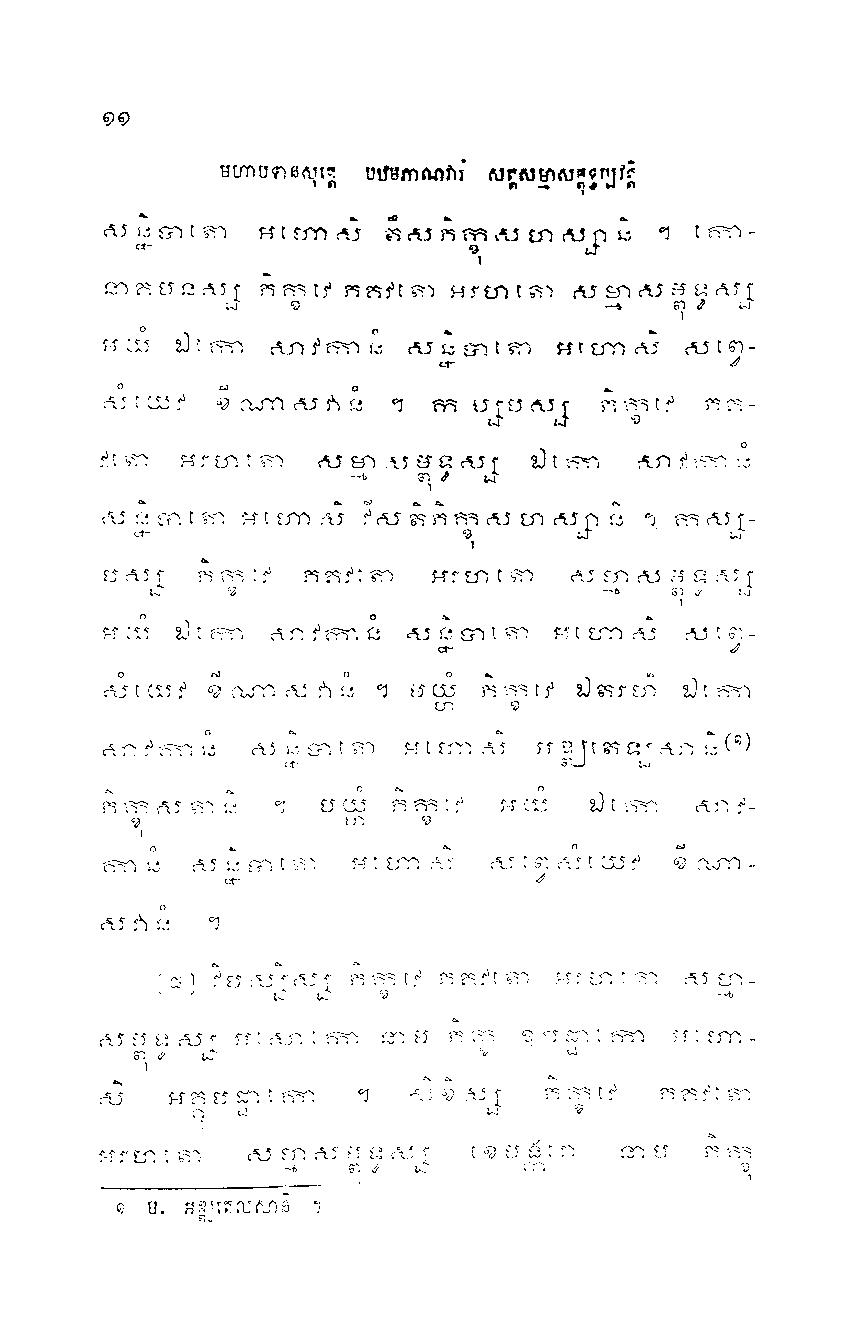 ១១
មហាបទានសុត្តេ បឋមភាណវារំ សត្តសម្មាសម្ពុទ្ធប្បវត្តិ
សន្និបាតោ អហោសិ តឹសភិក្ខុសហស្សានិ ។ កោ-
នាគមនស្ស ភិក្ខវេ ភគវតោ អរហតោ សម្មាសម្ពុទ្ធស្ស
អយំ ឯកោ សាវកានំ សន្និបាតោ អហោសិ សព្វេ-
សំយេវ ខីណាសវានំ ។ កស្សបស្ស ភិក្ខវេ ភគ-
វតោ អរហតោ សម្មាសម្ពុទ្ធស្ស ឯកោ សាវកានំ
សន្និបាតោ អហោសិ វីសតិភិក្ខុសហស្សានិ ។ កស្ស-
បស្ស ភិក្ខវេ ភគវតោ អរហតោ សម្មាសម្ពុទ្ធស្ស
អយំ ឯកោ សាវកានំ សន្និបាតោ អហោសិ សព្វេ-
សំយេវ ខីណាសវានំ ។ មយ្ហំ ភិក្ខវេ ឯតរហិ ឯកោ
សាវកានំ សន្និបាតោ អហោសិ អឌ្ឍតេឡសានិ(១)
ភិក្ខុសតានិ ។ មយ្ហំ ភិក្ខវេ អយំ ឯកោ សាវ-
កានំ សន្និបាតោ អហោសិ សព្វេសំយេវ ខីណា-
សវានំ ។
វិបស្សិស្ស ភិក្ខវេ ភគវតោ អរហតោ សម្មា-
សម្ពុទ្ធស្ស អសោកោ នាម ភិក្ខុ ឧបដ្ឋាកោ អហោ-
សិ អគ្គុបដ្ឋាកោ ។ សិខិស្ស ភិក្ខវេ ភគវតោ
អរហតោ សម្មាសម្ពុទ្ធស្ស ខេមង្ករោ នាម ភិក្ខុ
១ ម. អឌ្ឍតេលសានិ ។